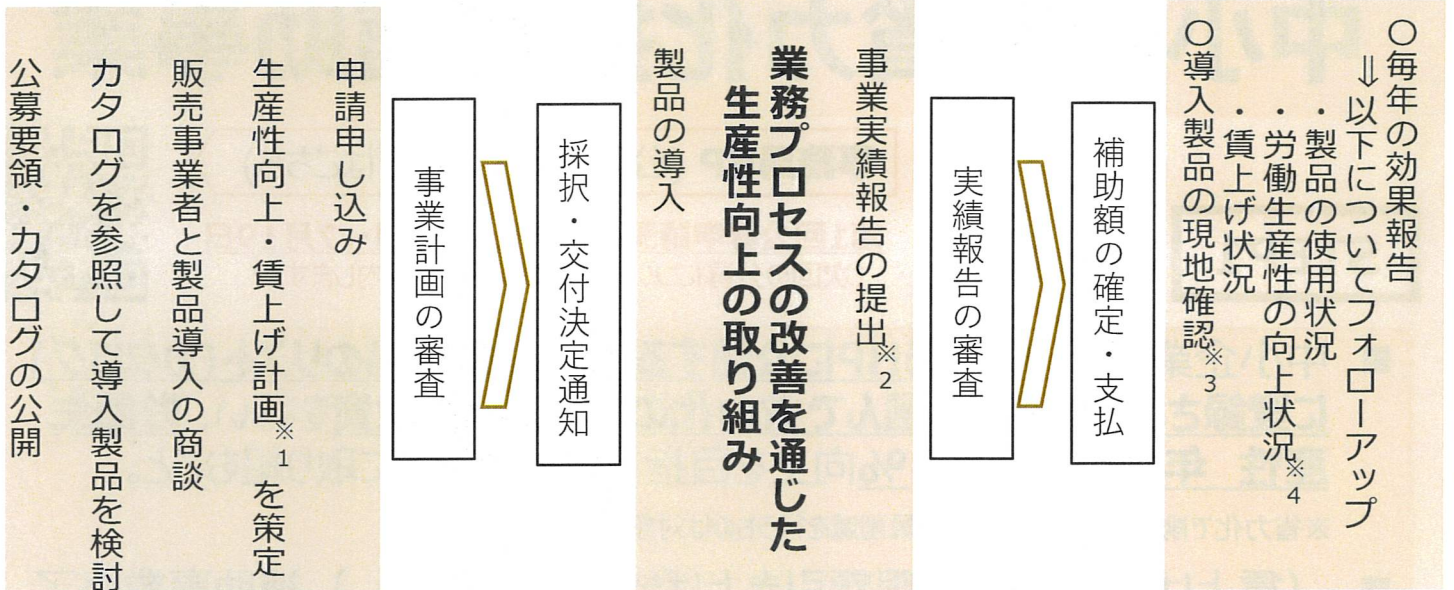 公募要領・カタログの公開
カタログを参照して導入製品を検討
販売事業者と製品導入の商談
生産性向上・賃上げ計画※1を策定
申請申し込み
事業計画の審査
採択・交付決定通知
製品の導入
業務プロセスの改善を通じた
生産性向上の取り組み
事業実績報告の提出※2
実績報告の審査
補助額の確定・支払
○毎年の効果報告
⇓以下についてフォローアップ
・製品の使用状況
・労働生産性の向上状況※4
・賃上げ状況
○導入製品の現地確認※3